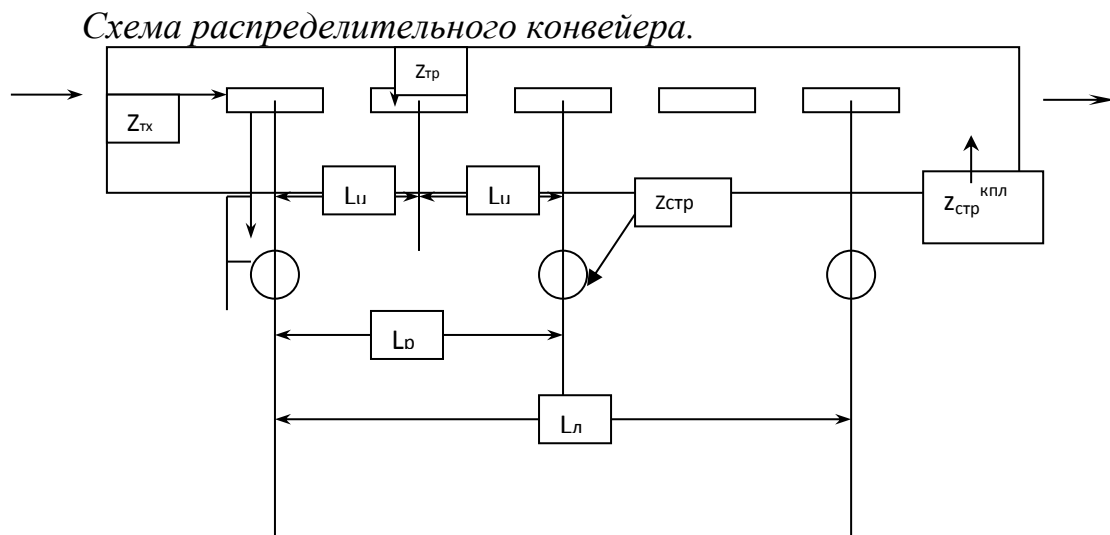 Схема распределительного конвейера.
Zтр
Zтх
Lц
Lц
Zстр
zстр кпл
Lр
Lл